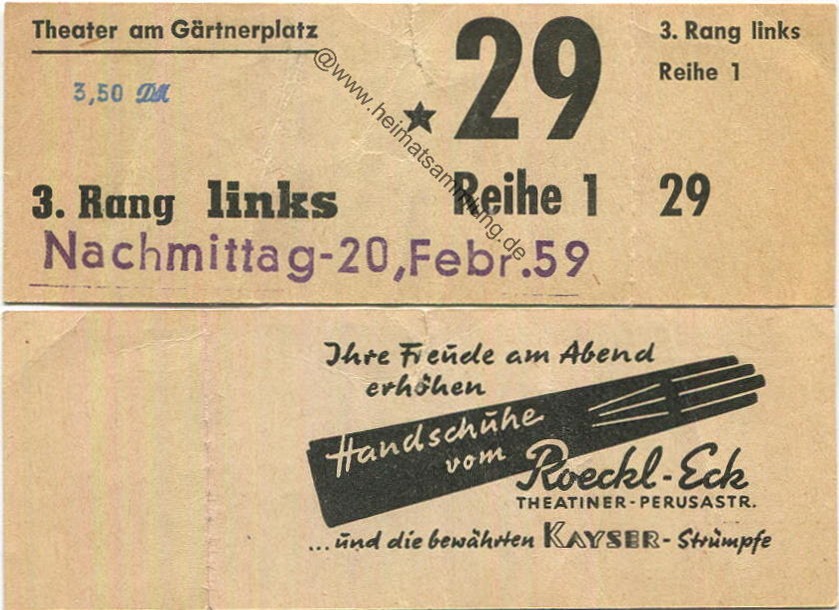 Theater am Gärtnerplatz
3,50 DM
29
3. Rang links
Reihe 1
3. Rang links
Reihe 1
29
Nachmittag-20,Febr.59
@www.heimatsammlung.de
Ihre Freude am Abend
erhöhen
Handschuhe
vom
Roeckl-Eck
THEATINER-PERUSASTR.
...und die bewährten KAYSER-Strümpfe